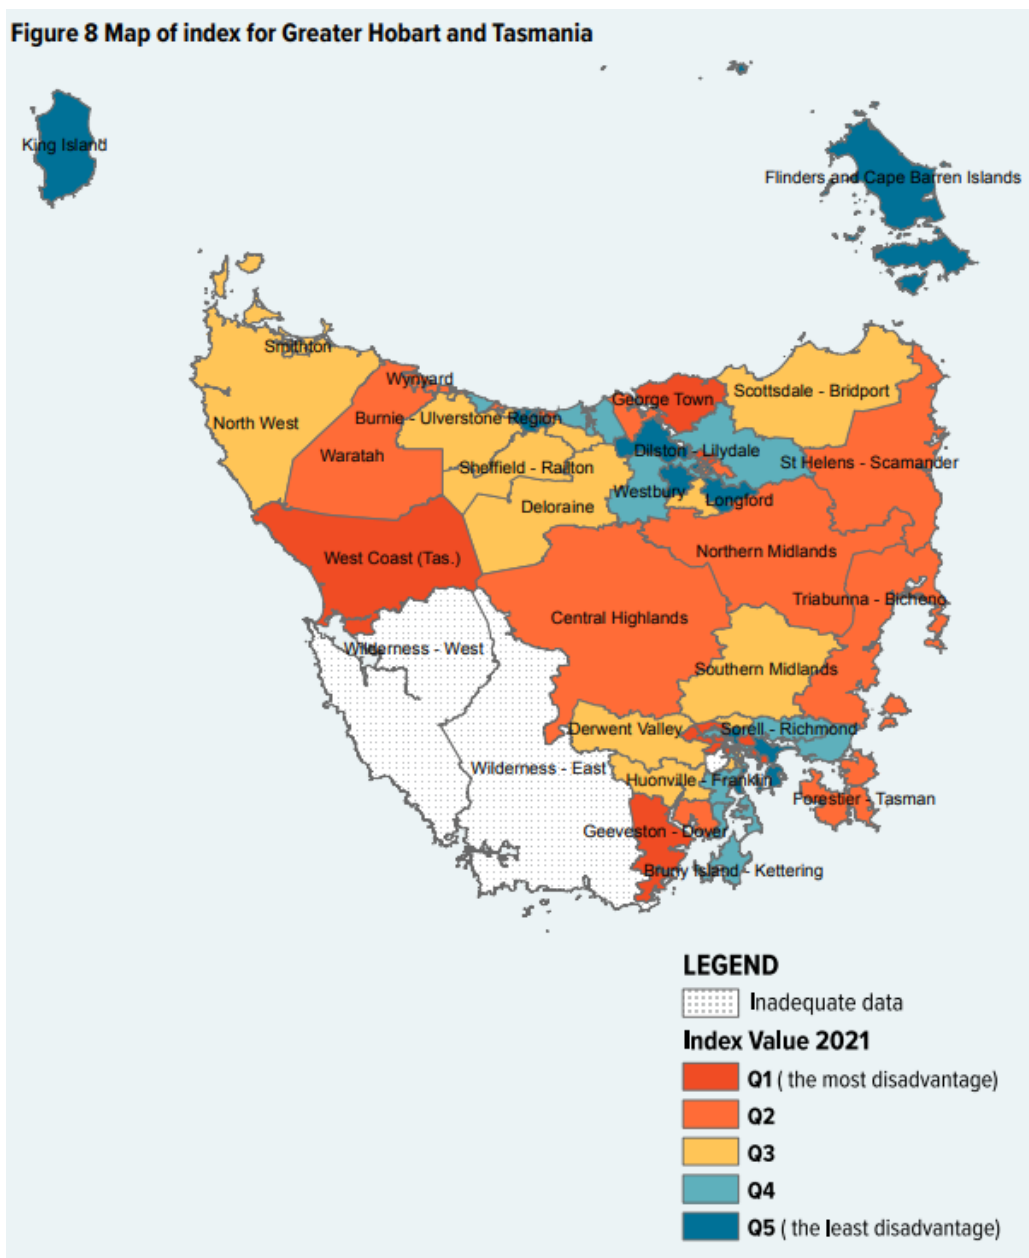 Figure 8 Map of index for Greater Hobart and Tasmania
King Island
Flinders and Cape Barren Islands
Smithton
Wynyard
George Town
Scottsdale - Bridport
North West
Burnie - Ulverstone Region
Waratah
Sheffield - Railton
Dilston - Lilydale
St Helens - Scamander
Deloraine
Westbury
Longford
West Coast (Tas.)
Northern Midlands
Central Highlands
Triabunna - Bicheno
Wilderness - West
Southern Midlands
Derwent Valley
Sorell - Richmond
Wilderness - East
Huonville - Franklin
Forestier - Tasman
Geeveston - Dover
Bruny Island - Kettering
LEGEND
Inadequate data
Index Value 2021
Q1 ( the most disadvantage)
Q2
Q3
Q4
Q5 ( the least disadvantage)